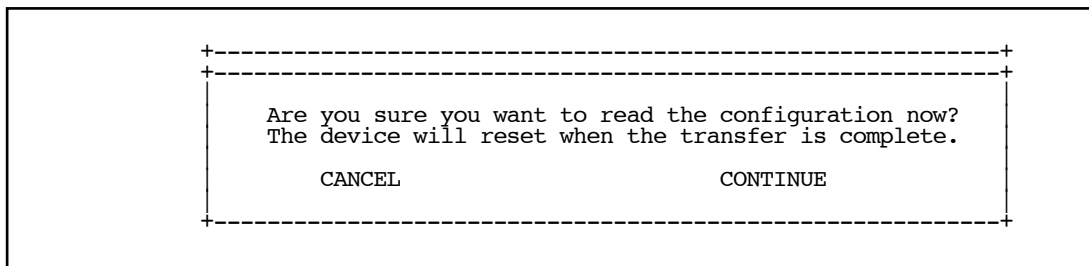 Are you sure you want to read the configuration now?
The device will reset when the transfer is complete.
CANCEL CONTINUE